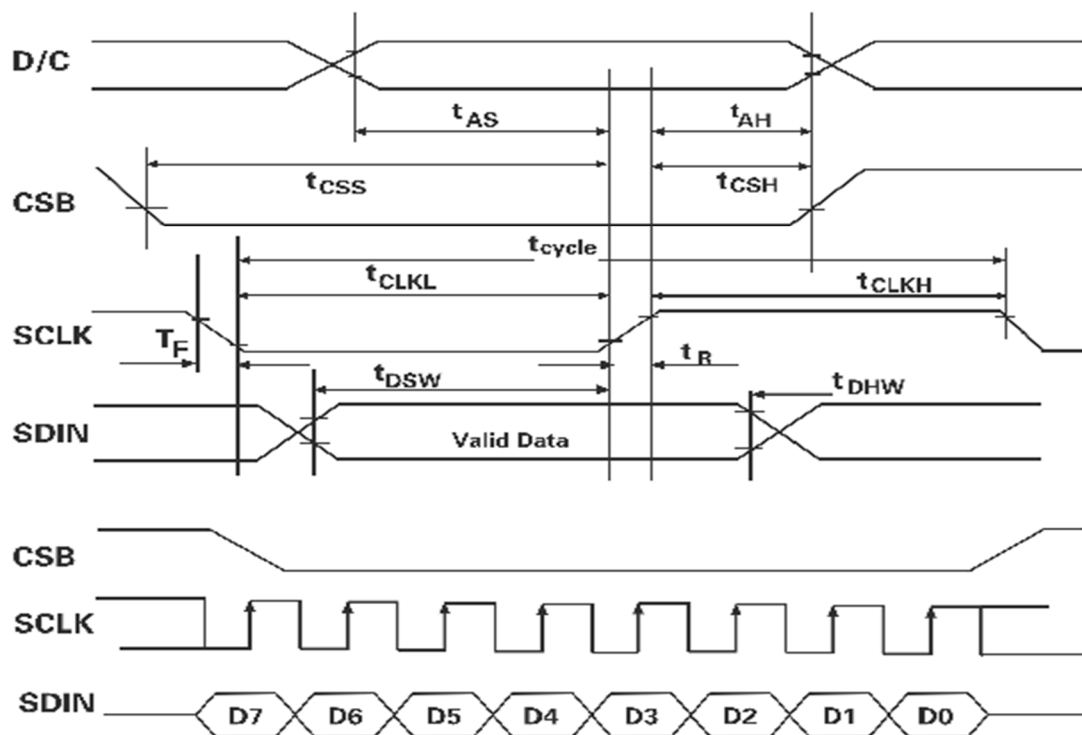 D/C
tAS
tAH
CSB
tCSS
tCSH
tcycle
tCLKL
tCLKH
SCLK
TF
tR
tDSW
tDHW
SDIN
Valid Data
CSB
SCLK
SDIN
D7 D6 D5 D4 D3 D2 D1 D0